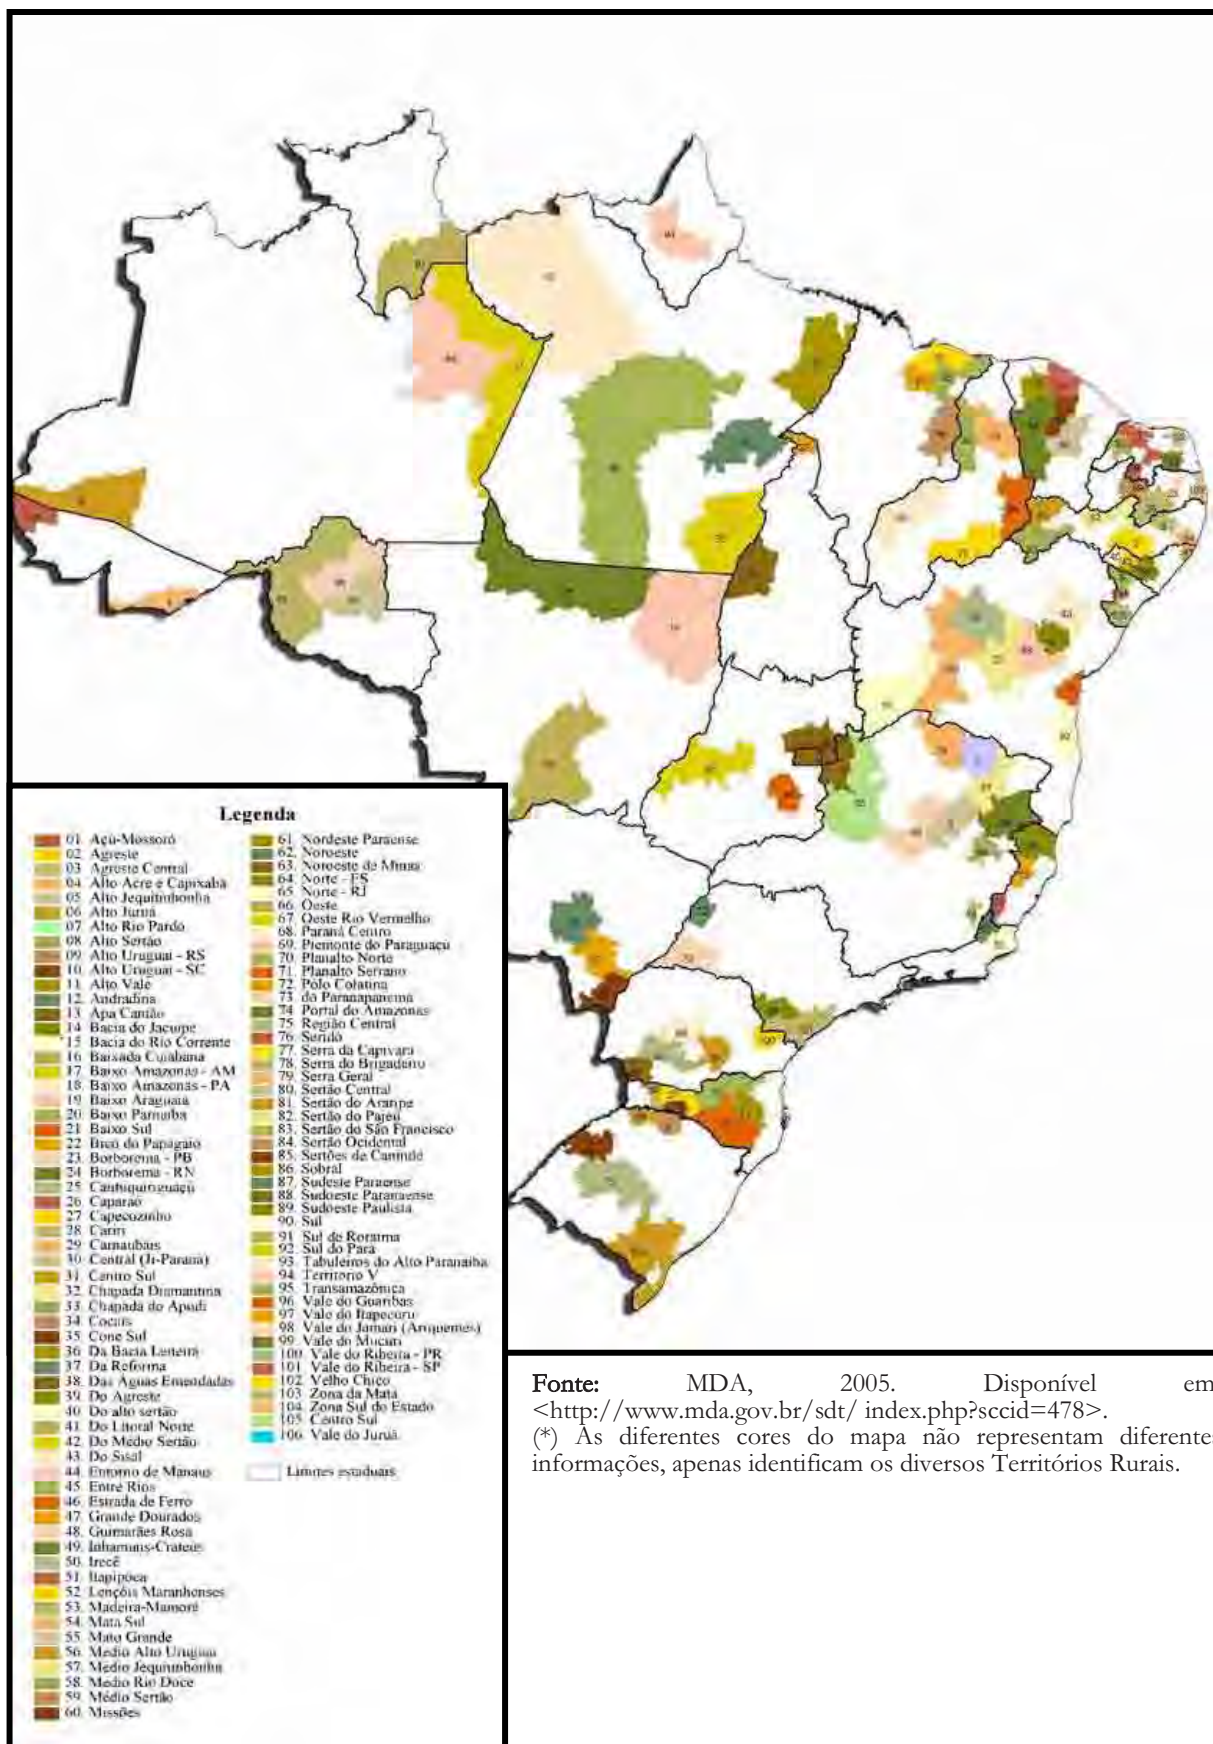 Legenda
01. Açu-Mossoró
02. Agreste
03. Agreste Central
04. Alto Acre e Capixaba
05. Alto Jequitinhonha
06. Alto Juruá
07. Alto Rio Pardo
08. Alto Sertão
09. Alto Uruguai - RS
10. Alto Uruguai - SC
11. Alto Vale
12. Andradina
13. Apa Cantão
14. Bacia do Jacuipe
15. Bacia do Rio Corrente
16. Baixada Cuiabana
17. Baixo Amazonas - AM
18. Baixo Amazonas - PA
19. Baixo Araguaia
20. Baixo Parnaíba
21. Baixo Sul
22. Bico do Papagaio
23. Borborema - PB
24. Borborema - RN
25. Cantuquiriguaçú
26. Caparaó
27. Capecozinho
28. Cariri
29. Carnaubais
30. Central (Ji-Paraná)
31. Centro Sul
32. Chapada Diamantina
33. Chapada do Apodi
34. Cocais
35. Cone Sul
36. Da Bacia Leiteira
37. Da Reforma
38. Das Águas Emendadas
39. Do Agreste
40. Do alto sertão
41. Do Litoral Norte
42. Do Médio Sertão
43. Do Sisal
44. Entorno de Manaus
45. Entre Rios
46. Estrada de Ferro
47. Grande Dourados
48. Guimarães Rosa
49. Inhamuns-Crateús
50. Irecê
51. Itapipoca
52. Lençóis Maranhenses
53. Madeira-Mamoré
54. Mata Sul
55. Mato Grande
56. Médio Alto Uruguai
57. Médio Jequitinhonha
58. Médio Rio Doce
59. Médio Sertão
60. Missões
61. Nordeste Paraense
62. Noroeste
63. Noroeste de Minas
64. Norte - ES
65. Norte - RJ
66. Oeste
67. Oeste Rio Vermelho
68. Paraná Centro
69. Piemonte do Paraguaçú
70. Planalto Norte
71. Planalto Serrano
72. Pólo Colatina
73. do Paranapanema
74. Portal do Amazonas
75. Região Central
76. Seridó
77. Serra da Capivara
78. Serra do Brigadeiro
79. Serra Geral
80. Sertão Central
81. Sertão do Araripe
82. Sertão do Pajeú
83. Sertão do São Francisco
84. Sertão Ocidental
85. Sertões de Canindé
86. Sobral
87. Sudeste Paraense
88. Sudoeste Paranaense
89. Sudoeste Paulista
90. Sul
91. Sul de Roraima
92. Sul do Pará
93. Tabuleiros do Alto Paranaíba
94. Território V
95. Transamazônica
96. Vale do Guaribas
97. Vale do Itapecuru
98. Vale do Jamari (Ariquemes)
99. Vale do Mucuri
100. Vale do Ribeira - PR
101. Vale do Ribeira - SP
102. Velho Chico
103. Zona da Mata
104. Zona Sul do Estado
105. Centro Sul
106. Vale do Juruá
Limites estaduais
Fonte: MDA, 2005. Disponível em
<http://www.mda.gov.br/sdt/ index.php?sccid=478>.
(*) As diferentes cores do mapa não representam diferentes
informações, apenas identificam os diversos Territórios Rurais.